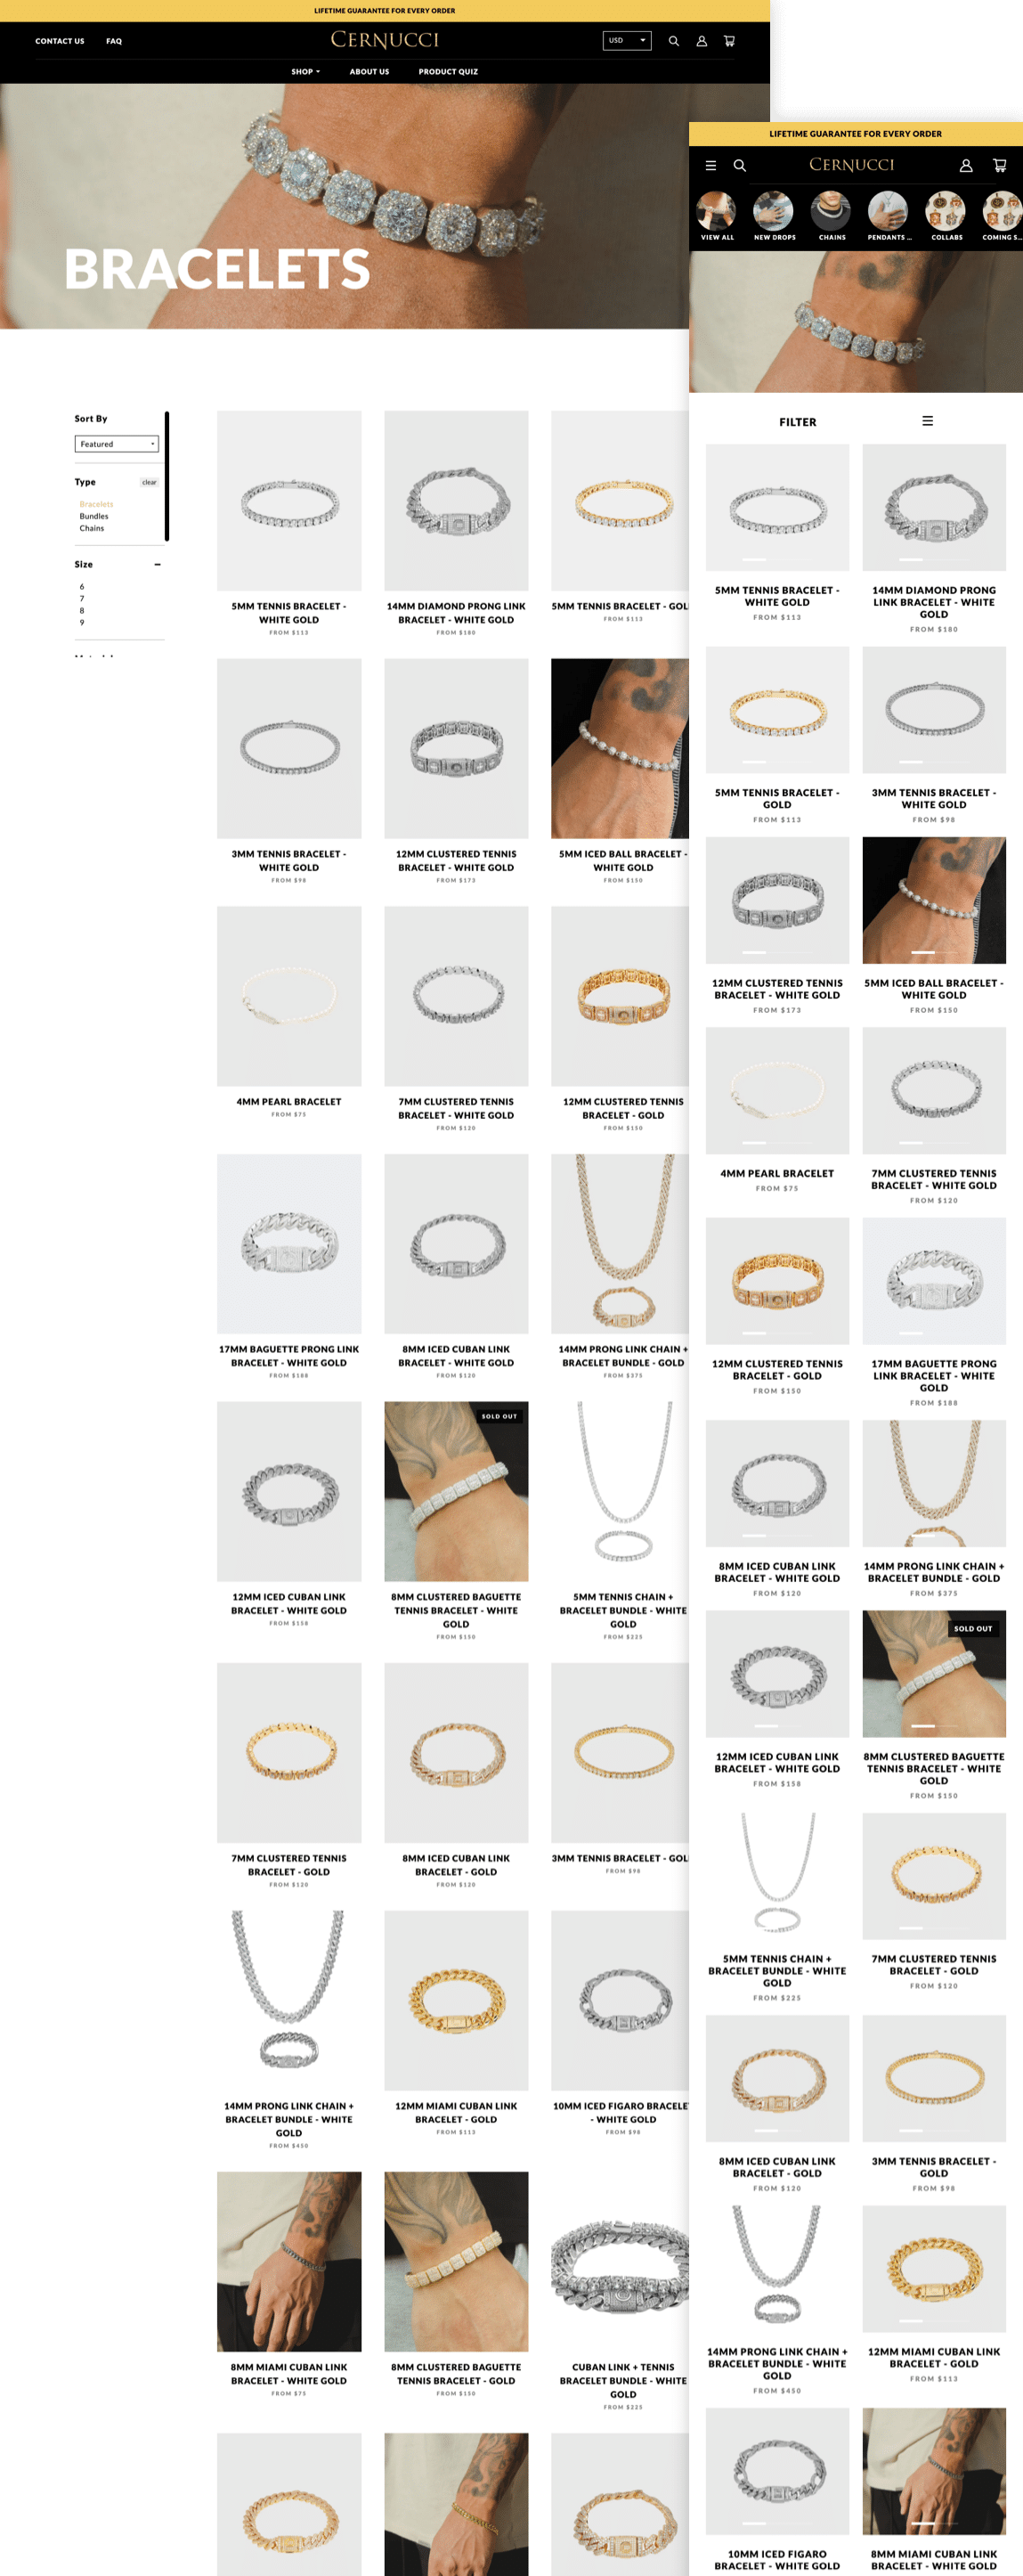 LIFETIME GUARANTEE FOR EVERY ORDER
CONTACT US
FAQ
CERNUCCI
USD
SHOP
ABOUT US
PRODUCT QUIZ
BRACELETS
Sort By
Featured
Type
clear
Bracelets
Bundles
Chains
Size
6
7
8
9
5MM TENNIS BRACELET -
WHITE GOLD
FROM $113
14MM DIAMOND PRONG LINK
BRACELET - WHITE GOLD
FROM $180
5MM TENNIS BRACELET - GOL
FROM $113
3MM TENNIS BRACELET -
WHITE GOLD
FROM $98
12MM CLUSTERED TENNIS
BRACELET - WHITE GOLD
FROM $173
5MM ICED BALL BRACELET -
WHITE GOLD
FROM $150
4MM PEARL BRACELET
FROM $75
7MM CLUSTERED TENNIS
BRACELET - WHITE GOLD
FROM $120
12MM CLUSTERED TENNIS
BRACELET - GOLD
FROM $150
17MM BAGUETTE PRONG LINK
BRACELET - WHITE GOLD
FROM $188
8MM ICED CUBAN LINK
BRACELET - WHITE GOLD
FROM $120
14MM PRONG LINK CHAIN +
BRACELET BUNDLE - GOLD
FROM $375
12MM ICED CUBAN LINK
BRACELET - WHITE GOLD
FROM $158
SOLD OUT
8MM CLUSTERED BAGUETTE
TENNIS BRACELET - WHITE
GOLD
FROM $150
5MM TENNIS CHAIN +
BRACELET BUNDLE - WHITE
GOLD
FROM $225
7MM CLUSTERED TENNIS
BRACELET - GOLD
FROM $120
8MM ICED CUBAN LINK
BRACELET - GOLD
FROM $120
3MM TENNIS BRACELET - GOL
FROM $98
14MM PRONG LINK CHAIN +
BRACELET BUNDLE - WHITE
GOLD
FROM $450
12MM MIAMI CUBAN LINK
BRACELET - GOLD
FROM $113
10MM ICED FIGARO BRACELE
- WHITE GOLD
FROM $98
8MM MIAMI CUBAN LINK
BRACELET - WHITE GOLD
FROM $75
8MM CLUSTERED BAGUETTE
TENNIS BRACELET - GOLD
FROM $150
CUBAN LINK + TENNIS
BRACELET BUNDLE - WHITE
GOLD
FROM $225
LIFETIME GUARANTEE FOR EVERY ORDER
CERNUCCI
VIEW ALL
NEW DROPS
CHAINS
PENDANTS ...
COLLABS
COMING S...
FILTER
5MM TENNIS BRACELET -
WHITE GOLD
FROM $113
14MM DIAMOND PRONG
LINK BRACELET - WHITE
GOLD
FROM $180
5MM TENNIS BRACELET -
GOLD
FROM $113
3MM TENNIS BRACELET -
WHITE GOLD
FROM $98
12MM CLUSTERED TENNIS
BRACELET - WHITE GOLD
FROM $173
5MM ICED BALL BRACELET -
WHITE GOLD
FROM $150
4MM PEARL BRACELET
FROM $75
7MM CLUSTERED TENNIS
BRACELET - WHITE GOLD
FROM $120
12MM CLUSTERED TENNIS
BRACELET - GOLD
FROM $150
17MM BAGUETTE PRONG
LINK BRACELET - WHITE
GOLD
FROM $188
8MM ICED CUBAN LINK
BRACELET - WHITE GOLD
FROM $120
14MM PRONG LINK CHAIN +
BRACELET BUNDLE - GOLD
FROM $375
12MM ICED CUBAN LINK
BRACELET - WHITE GOLD
FROM $158
SOLD OUT
8MM CLUSTERED BAGUETTE
TENNIS BRACELET - WHITE
GOLD
FROM $150
5MM TENNIS CHAIN +
BRACELET BUNDLE - WHITE
GOLD
FROM $225
7MM CLUSTERED TENNIS
BRACELET - GOLD
FROM $120
8MM ICED CUBAN LINK
BRACELET - GOLD
FROM $120
3MM TENNIS BRACELET -
GOLD
FROM $98
14MM PRONG LINK CHAIN +
BRACELET BUNDLE - WHITE
GOLD
FROM $450
12MM MIAMI CUBAN LINK
BRACELET - GOLD
FROM $113
10MM ICED FIGARO
BRACELET - WHITE GOLD
8MM MIAMI CUBAN LINK
BRACELET - WHITE GOLD